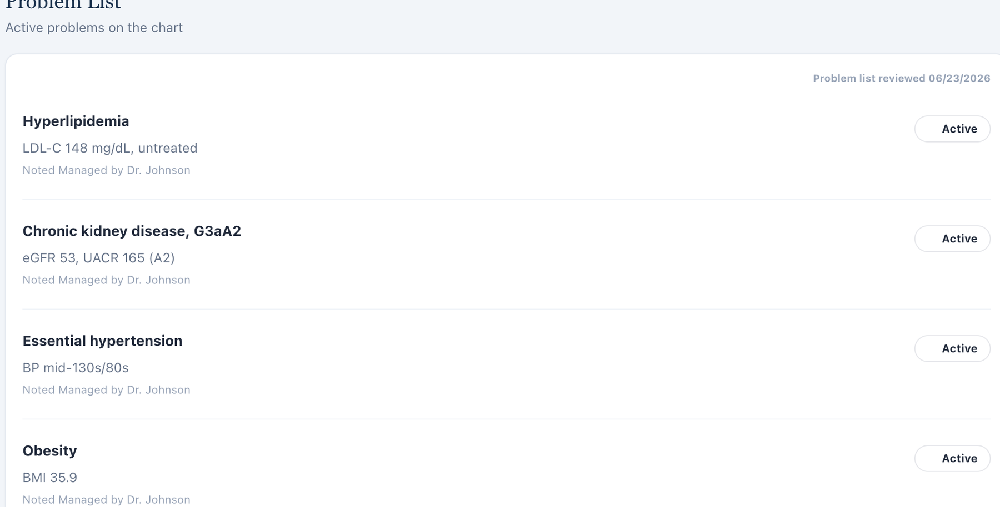 Problem List
Active problems on the chart
Problem list reviewed 06/23/2026
Hyperlipidemia
Active
LDL-C 148 mg/dL, untreated
Noted Managed by Dr. Johnson
Chronic kidney disease, G3aA2
Active
eGFR 53, UACR 165 (A2)
Noted Managed by Dr. Johnson
Essential hypertension
Active
BP mid-130s/80s
Noted Managed by Dr. Johnson
Obesity
Active
BMI 35.9
Noted Managed by Dr. Johnson